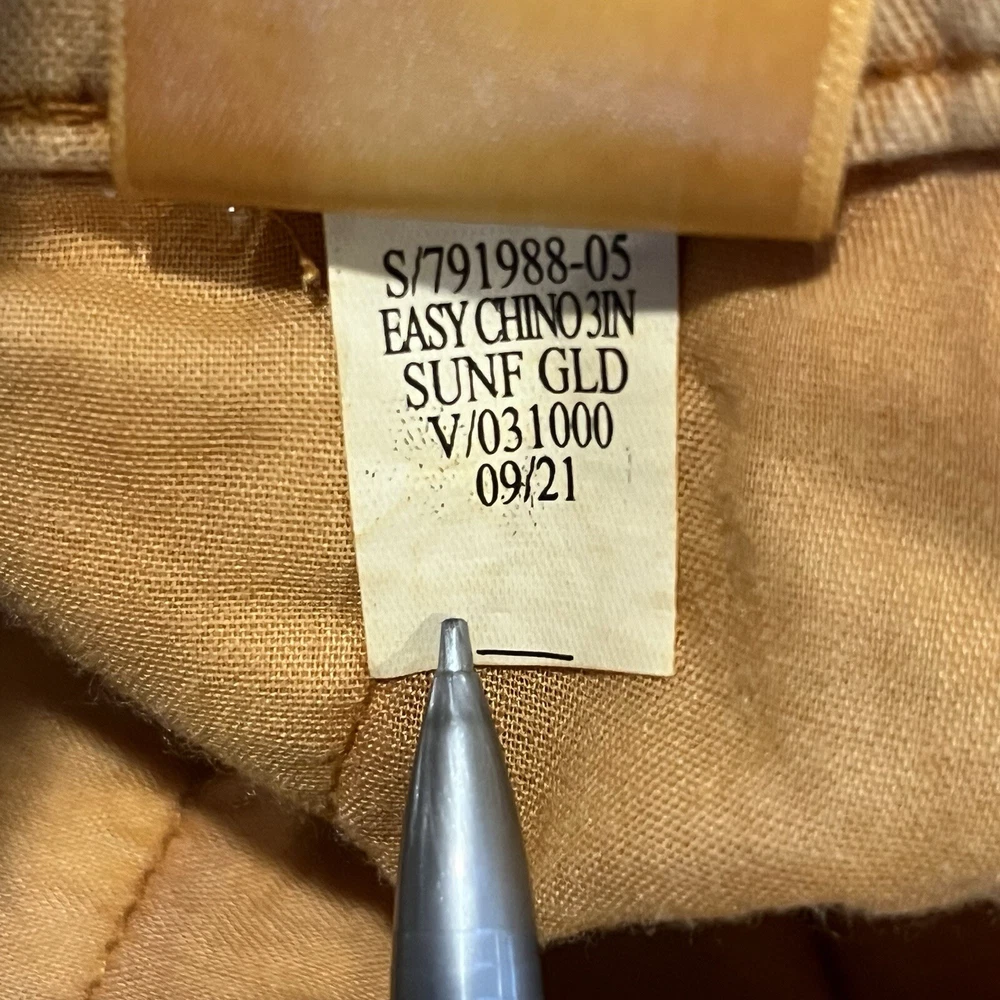 S/791988-05
EASY CHINO 3IN
SUNF GLD
V/031000
09/21